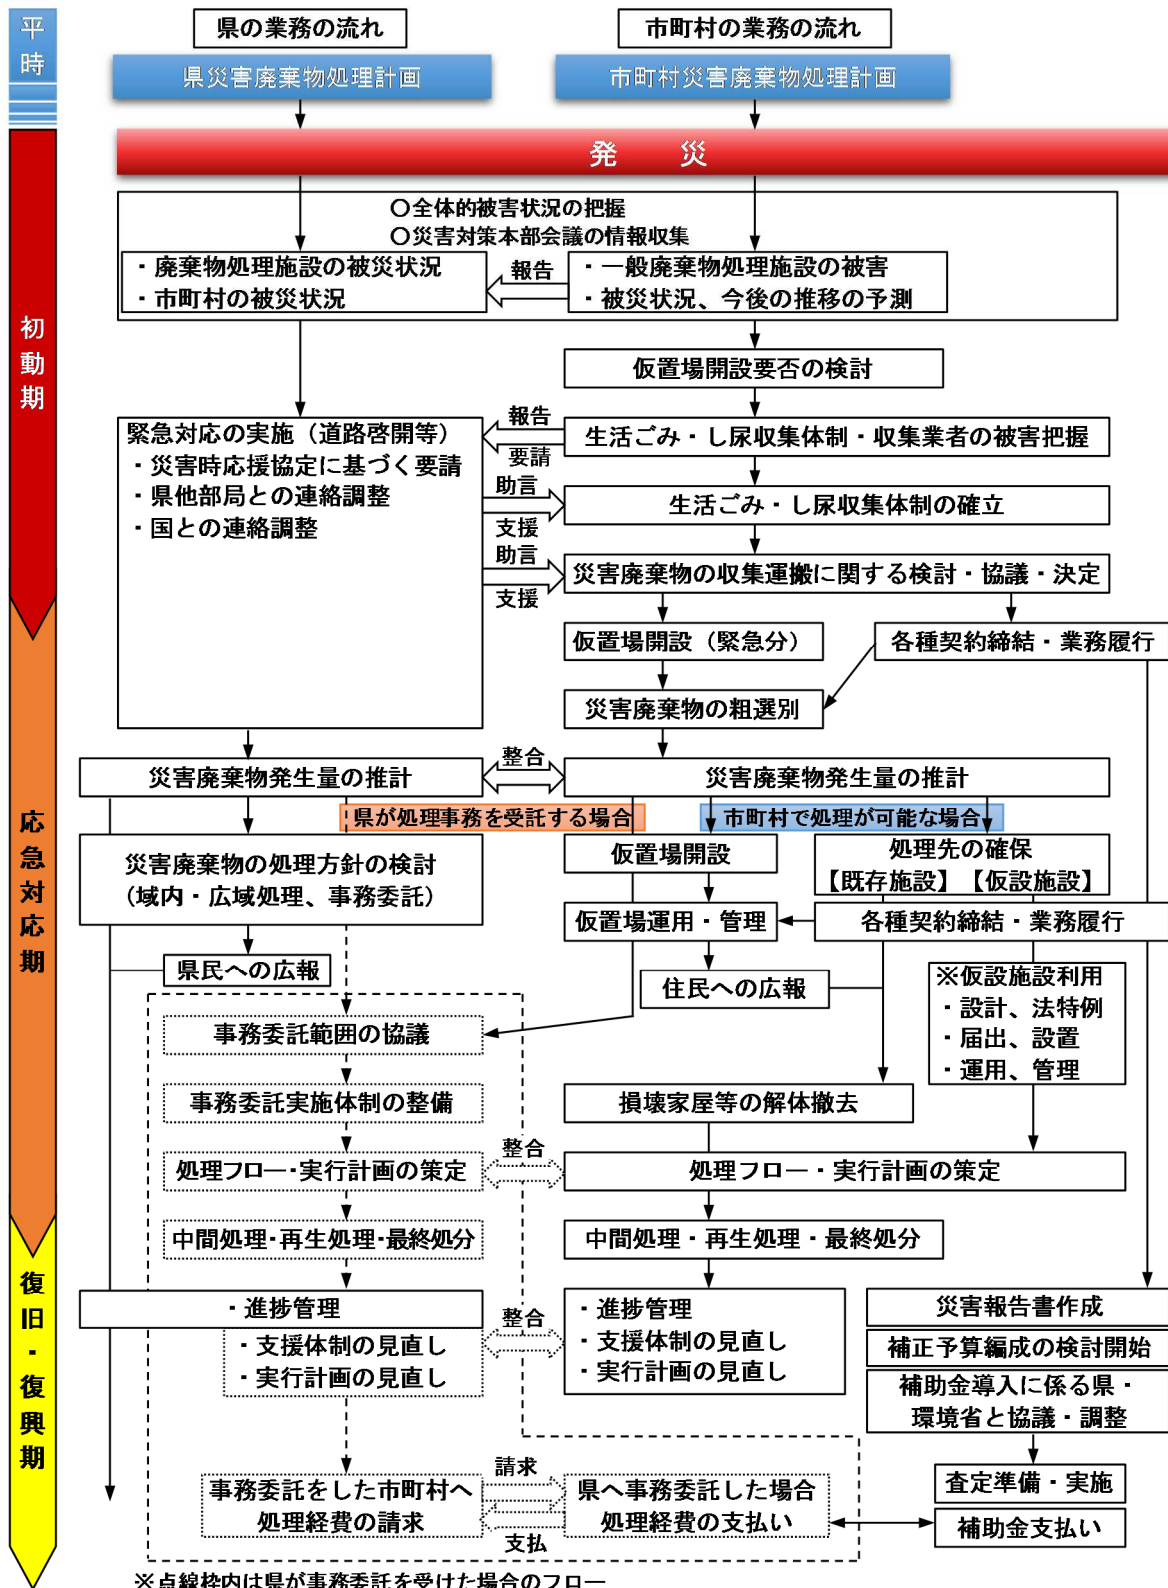 平時
県の業務の流れ
市町村の業務の流れ
県災害廃棄物処理計画
市町村災害廃棄物処理計画
発 災
初動期
○全体的被害状況の把握
○災害対策本部会議の情報収集
・廃棄物処理施設の被災状況
・市町村の被災状況
報告
・一般廃棄物処理施設の被害
・被災状況、今後の推移の予測
仮置場開設要否の検討
緊急対応の実施（道路啓開等）
・災害時応援協定に基づく要請
・県他部局との連絡調整
・国との連絡調整
報告
要請
生活ごみ・し尿収集体制・収集業者の被害把握
助言
支援
生活ごみ・し尿収集体制の確立
助言
支援
災害廃棄物の収集運搬に関する検討・協議・決定
仮置場開設（緊急分）
各種契約締結・業務履行
災害廃棄物の粗選別
応急対応期
災害廃棄物発生量の推計
整合
災害廃棄物発生量の推計
県が処理事務を受託する場合
市町村で処理が可能な場合
災害廃棄物の処理方針の検討
（域内・広域処理、事務委託）
仮置場開設
処理先の確保
【既存施設】【仮設施設】
仮置場運用・管理
各種契約締結・業務履行
県民への広報
住民への広報
※仮設施設利用
・設計、法特例
・届出、設置
・運用、管理
事務委託範囲の協議
事務委託実施体制の整備
損壊家屋等の解体撤去
処理フロー・実行計画の策定
整合
処理フロー・実行計画の策定
中間処理・再生処理・最終処分
中間処理・再生処理・最終処分
復旧・復興期
・進捗管理
・支援体制の見直し
・実行計画の見直し
整合
・進捗管理
・支援体制の見直し
・実行計画の見直し
災害報告書作成
補正予算編成の検討開始
補助金導入に係る県・
環境省と協議・調整
査定準備・実施
補助金支払い
事務委託をした市町村へ
処理経費の請求
請求
支払
県へ事務委託した場合
処理経費の支払い
※点線枠内は県が事務委託を受けた場合のフロー